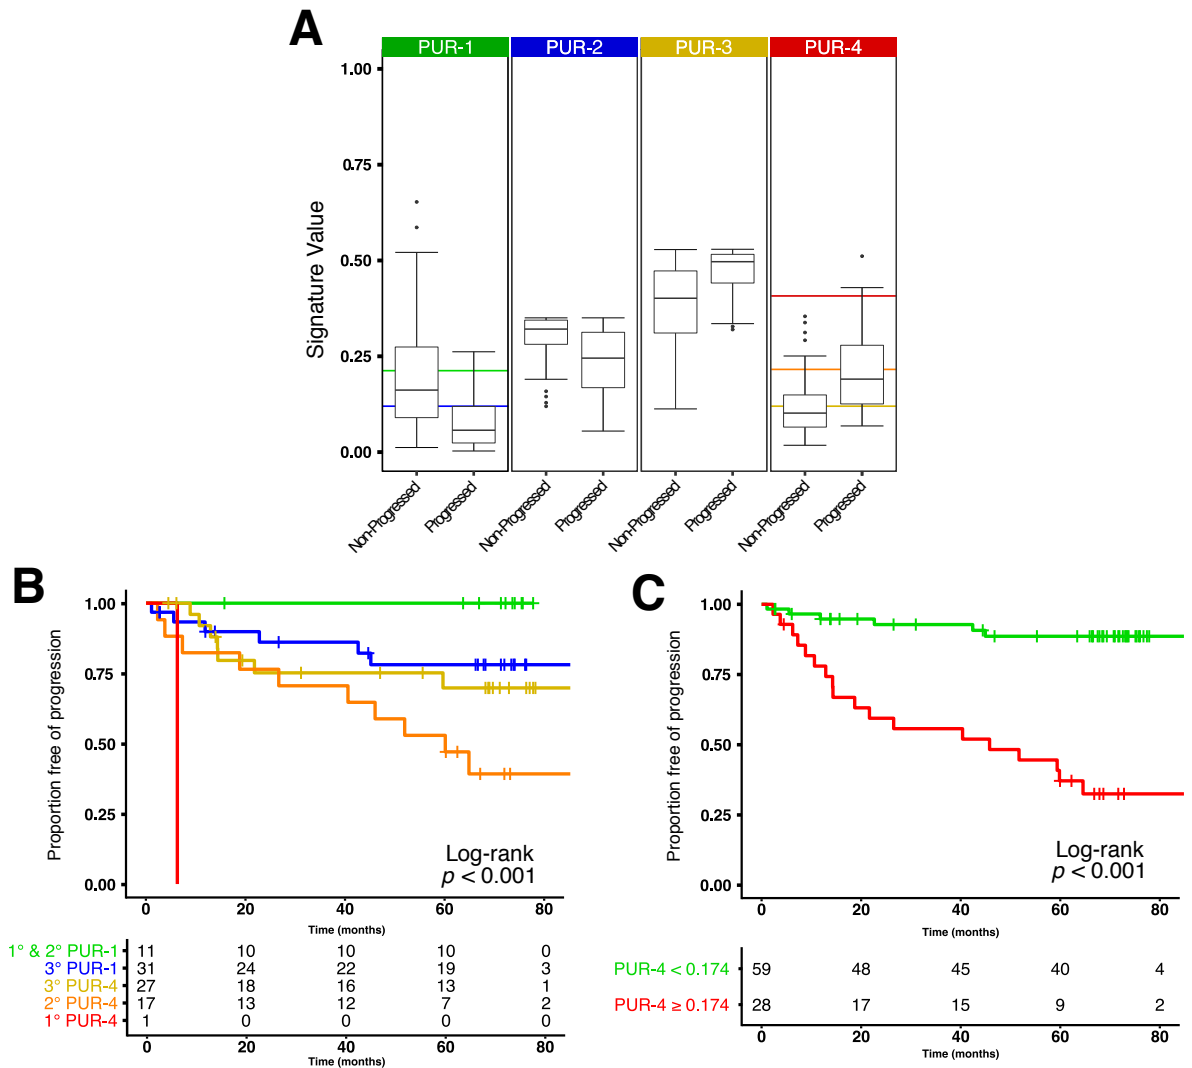 A
PUR-1 PUR-2 PUR-3 PUR-4
Signature Value
1.00
0.75
0.50
0.25
0.00
Non-Progressed Progressed Non-Progressed Progressed Non-Progressed Progressed Non-Progressed Progressed
B
Proportion free of progression
1.00
0.75
0.50
0.25
0.00
Log-rank
p < 0.001
0 20 40 60 80
Time (months)
1° & 2° PUR-1 11 10 10 10 0
3° PUR-1 31 24 22 19 3
3° PUR-4 27 18 16 13 1
2° PUR-4 17 13 12 7 2
1° PUR-4 1 0 0 0 0
0 20 40 60 80
Time (months)
C
Proportion free of progression
1.00
0.75
0.50
0.25
0.00
Log-rank
p < 0.001
0 20 40 60 80
Time (months)
PUR-4 < 0.174 59 48 45 40 4
PUR-4 ≥ 0.174 28 17 15 9 2
0 20 40 60 80
Time (months)